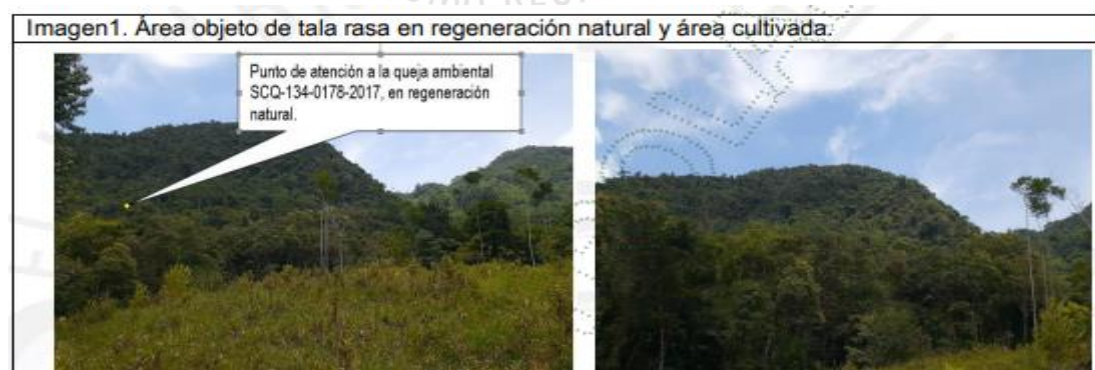 Imagen1. Área objeto de tala rasa en regeneración natural y área cultivada.
Punto de atención a la queja ambiental
SCQ-134-0178-2017, en regeneración
natural.